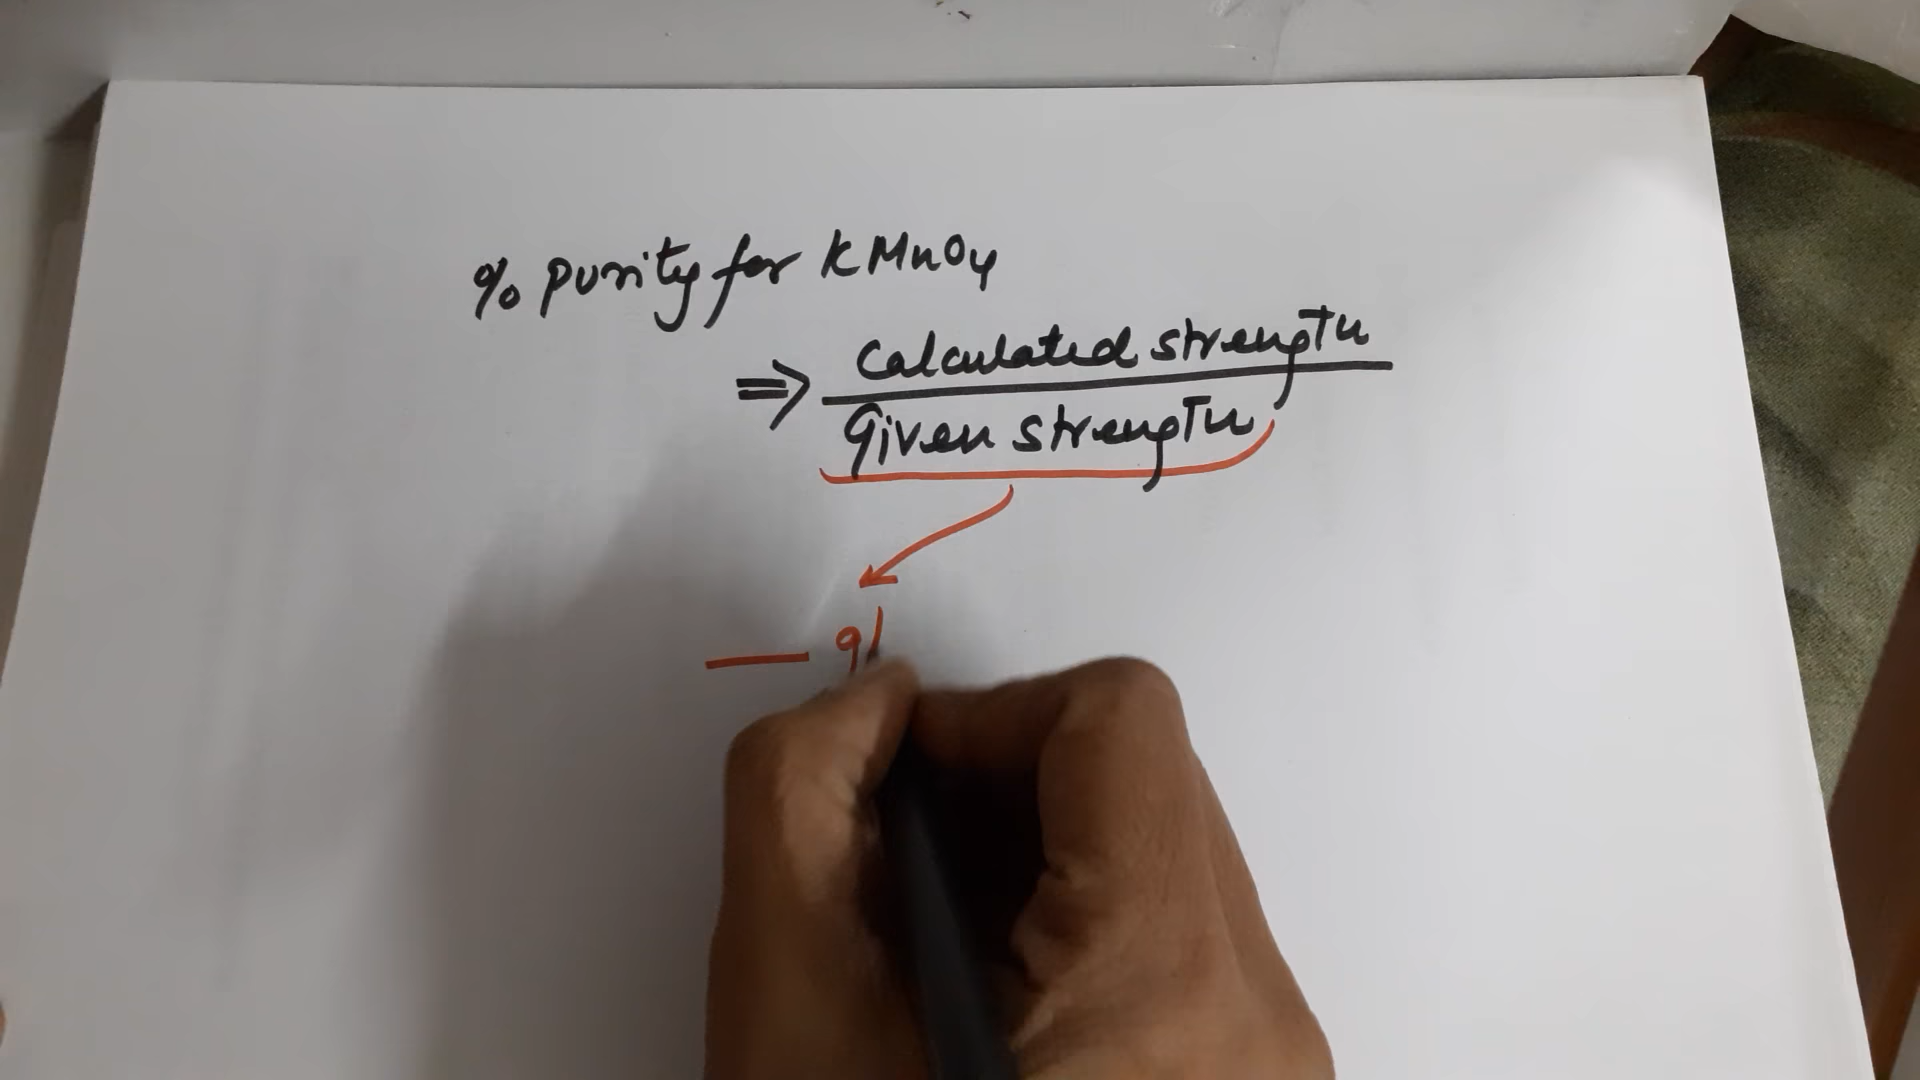 % purity for KMnO4
⇒ Calculated strength
Given strength
— g/